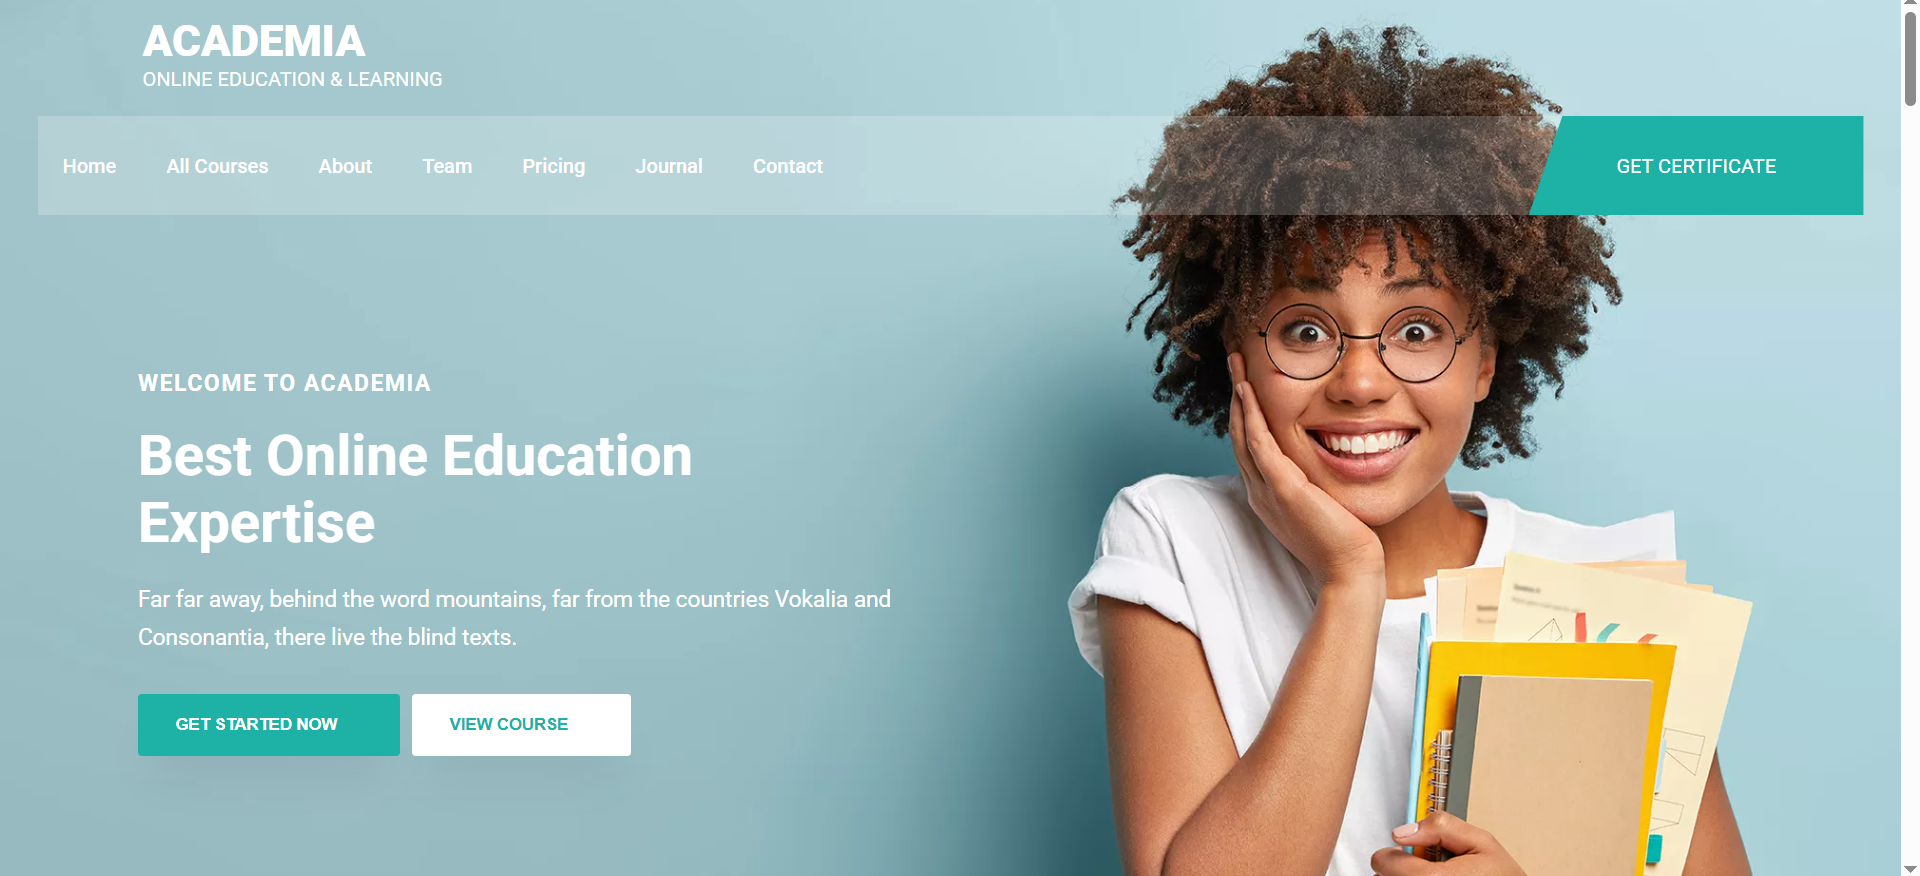 ACADEMIA
ONLINE EDUCATION & LEARNING
Home All Courses About Team Pricing Journal Contact GET CERTIFICATE
WELCOME TO ACADEMIA
Best Online Education
Expertise
Far far away, behind the word mountains, far from the countries Vokalia and
Consonantia, there live the blind texts.
GET STARTED NOW VIEW COURSE